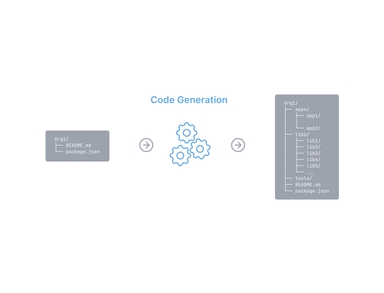 Code Generation
org1/
README.md
package.json
org1/
apps/
app1/
app2/
libs/
lib1/
lib2/
lib3/
lib4/
lib5/
...
tools/
README.md
package.json